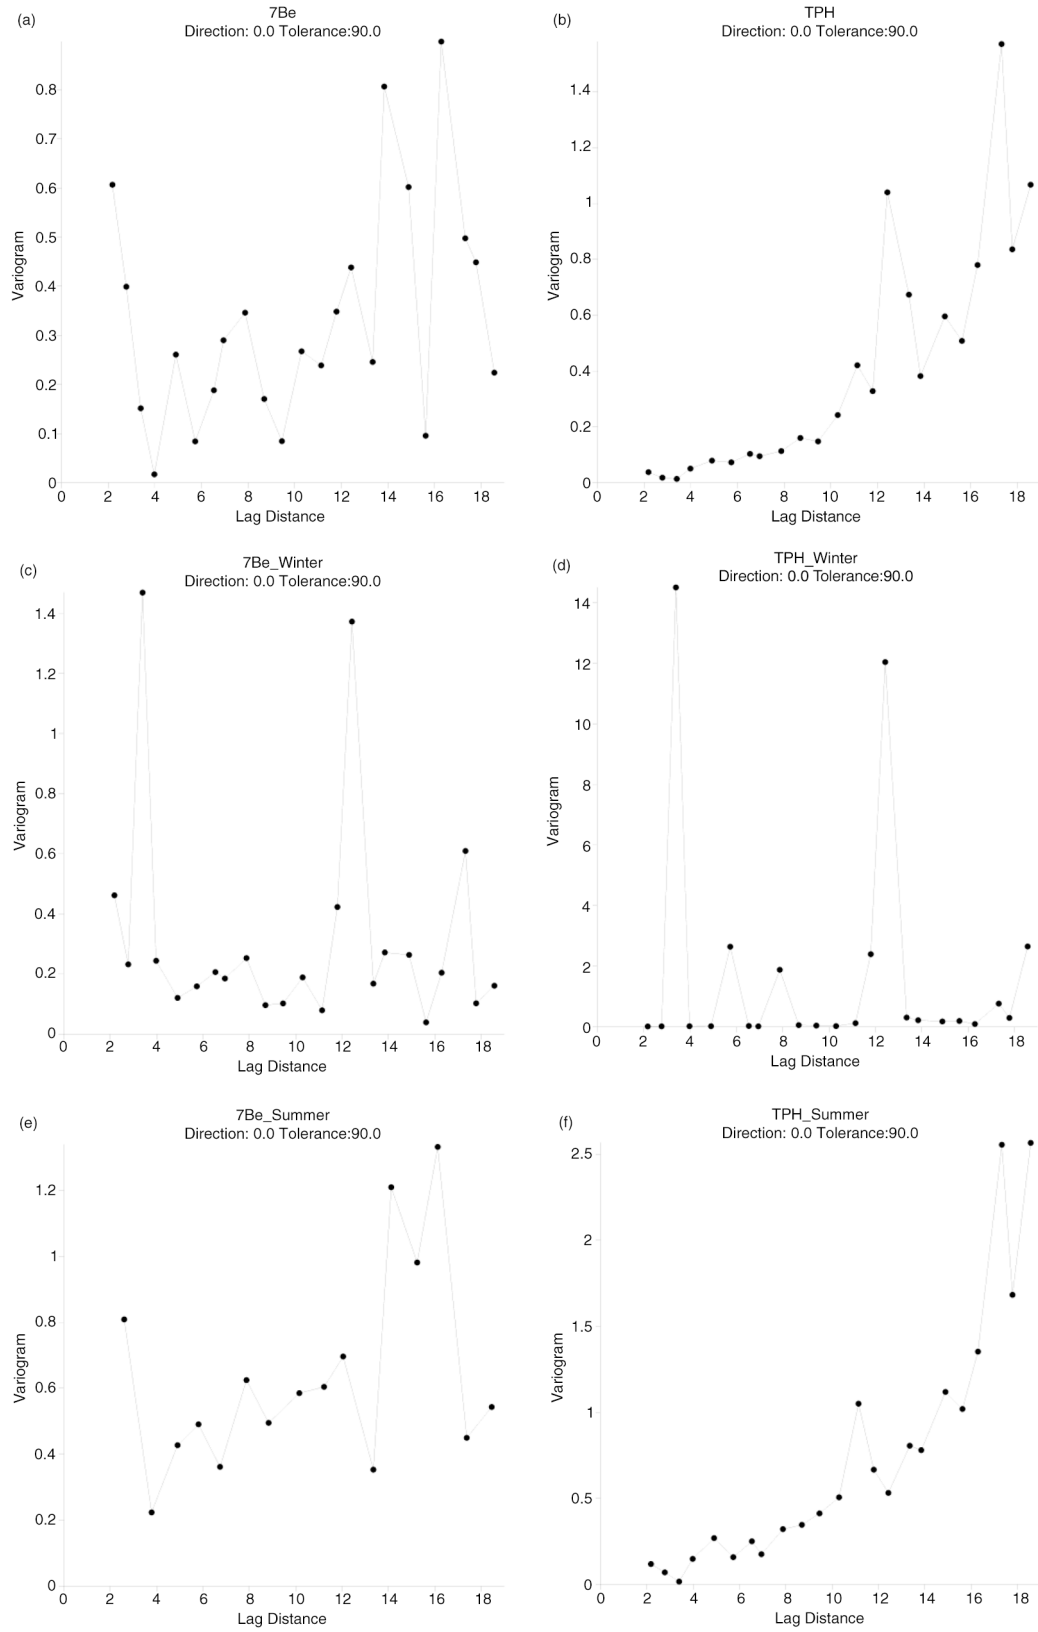 (a)
7Be
Direction: 0.0 Tolerance:90.0
Variogram
0.8
0.7
0.6
0.5
0.4
0.3
0.2
0.1
0
0 2 4 6 8 10 12 14 16 18
Lag Distance
(b)
TPH
Direction: 0.0 Tolerance:90.0
Variogram
1.4
1.2
1
0.8
0.6
0.4
0.2
0
0 2 4 6 8 10 12 14 16 18
Lag Distance
(c)
7Be_Winter
Direction: 0.0 Tolerance:90.0
Variogram
1.4
1.2
1
0.8
0.6
0.4
0.2
0
0 2 4 6 8 10 12 14 16 18
Lag Distance
(d)
TPH_Winter
Direction: 0.0 Tolerance:90.0
Variogram
14
12
10
8
6
4
2
0
0 2 4 6 8 10 12 14 16 18
Lag Distance
(e)
7Be_Summer
Direction: 0.0 Tolerance:90.0
Variogram
1.2
1
0.8
0.6
0.4
0.2
0
0 2 4 6 8 10 12 14 16 18
Lag Distance
(f)
TPH_Summer
Direction: 0.0 Tolerance:90.0
Variogram
2.5
2
1.5
1
0.5
0
0 2 4 6 8 10 12 14 16 18
Lag Distance